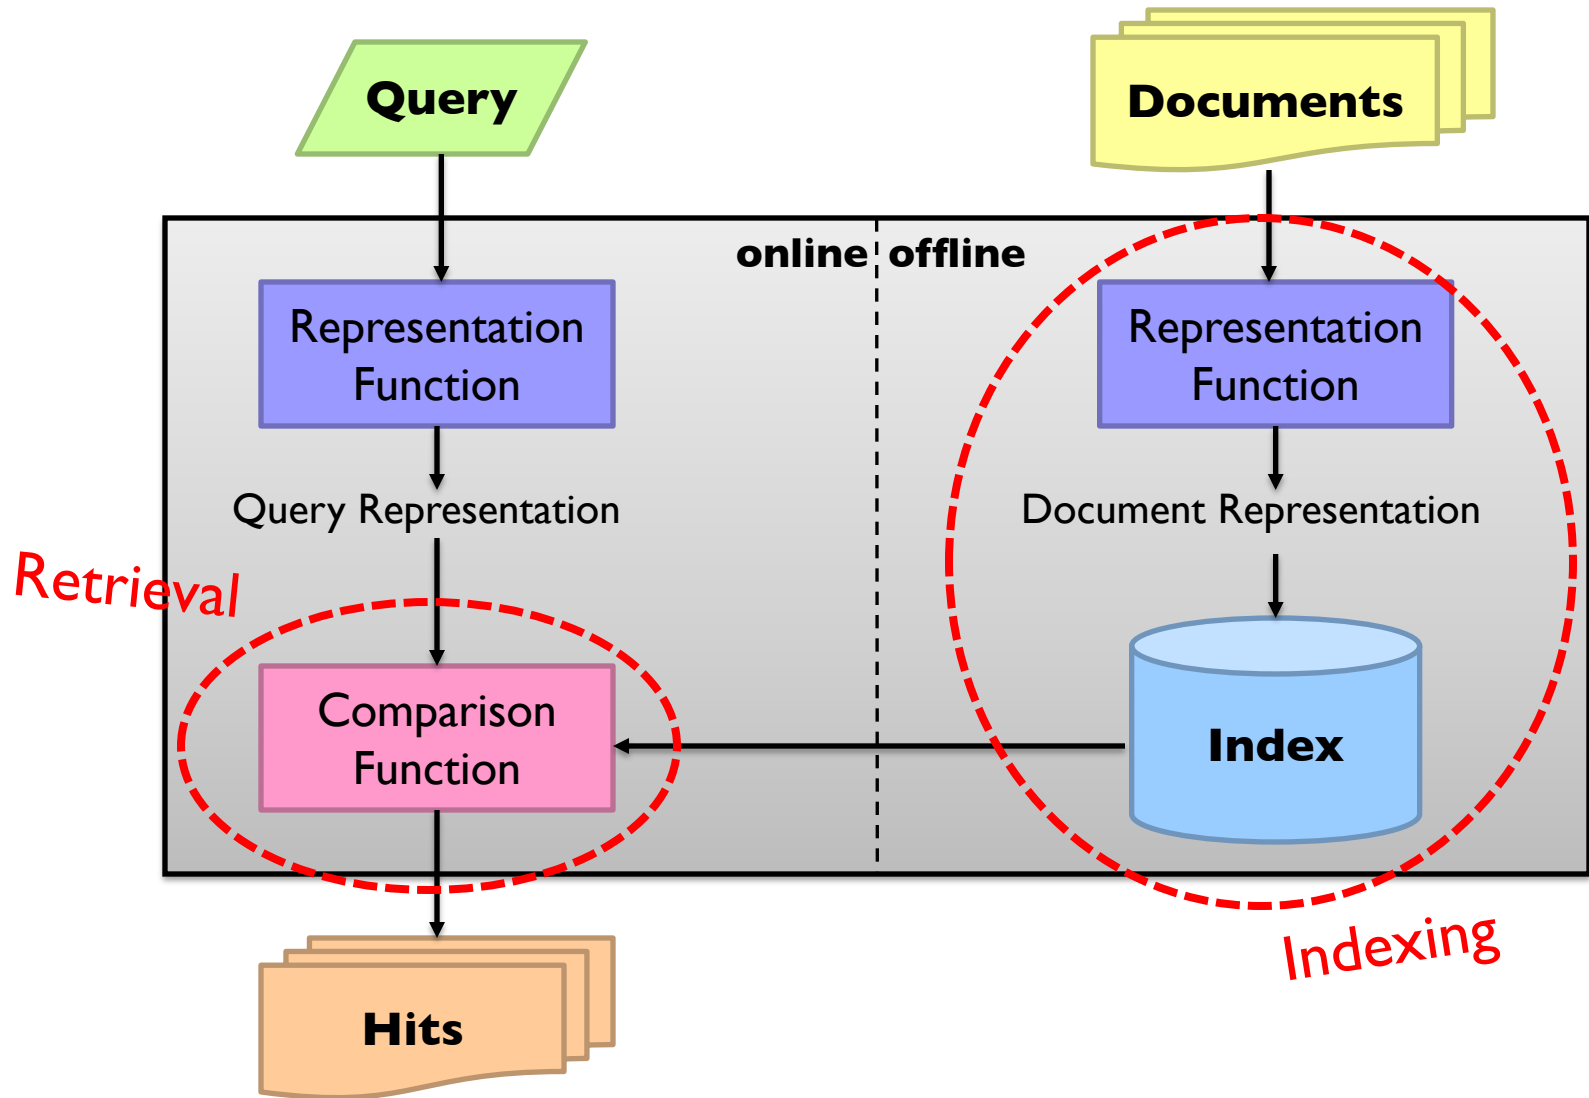 Query
Documents
online
offline
Representation
Function
Representation
Function
Query Representation
Document Representation
Retrieval
Comparison
Function
Index
Indexing
Hits